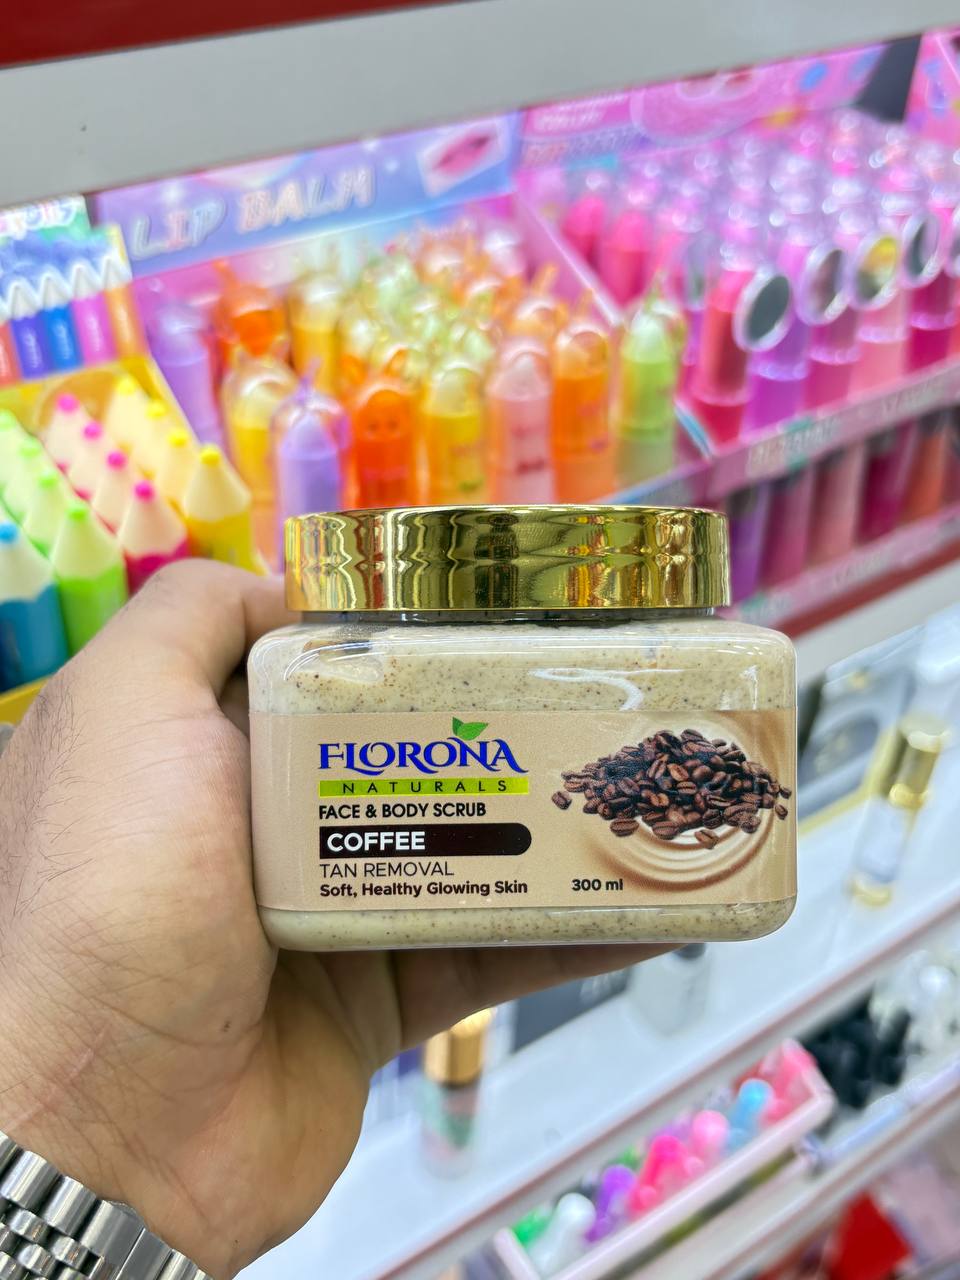 LIP BALM
FLORONA
NATURALS
FACE & BODY SCRUB
COFFEE
TAN REMOVAL
Soft, Healthy Glowing Skin
300 ml